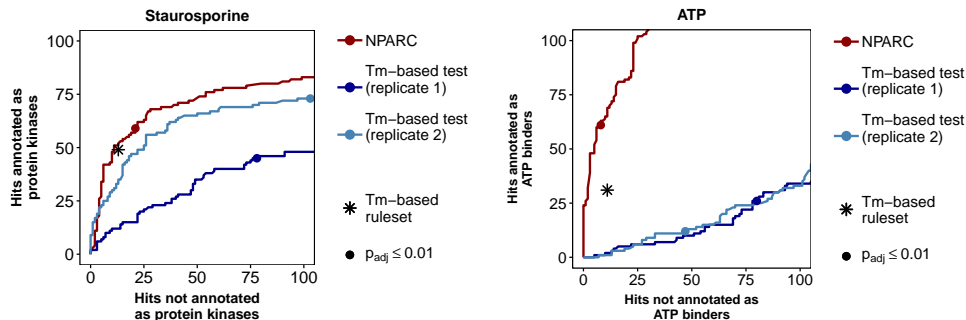 Staurosporine
100
75
50
25
0
0
25
50
75
100
Hits annotated as
protein kinases
Hits not annotated
as protein kinases
NPARC
Tm−based test
(replicate 1)
Tm−based test
(replicate 2)
Tm−based
ruleset
p adj ≤ 0.01
ATP
100
75
50
25
0
0
25
50
75
100
Hits annotated as
ATP binders
Hits not annotated as
ATP binders
NPARC
Tm−based test
(replicate 1)
Tm−based test
(replicate 2)
Tm−based
ruleset
p adj ≤ 0.01